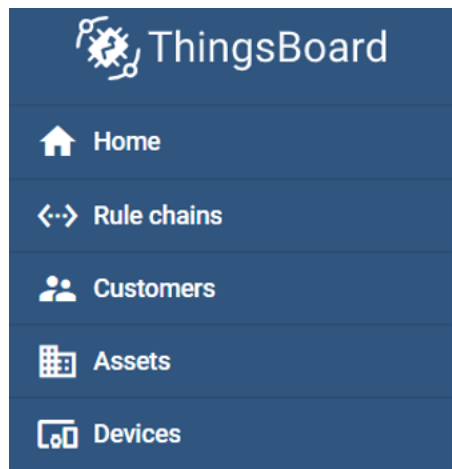 ThingsBoard
Home
Rule chains
Customers
Assets
Devices